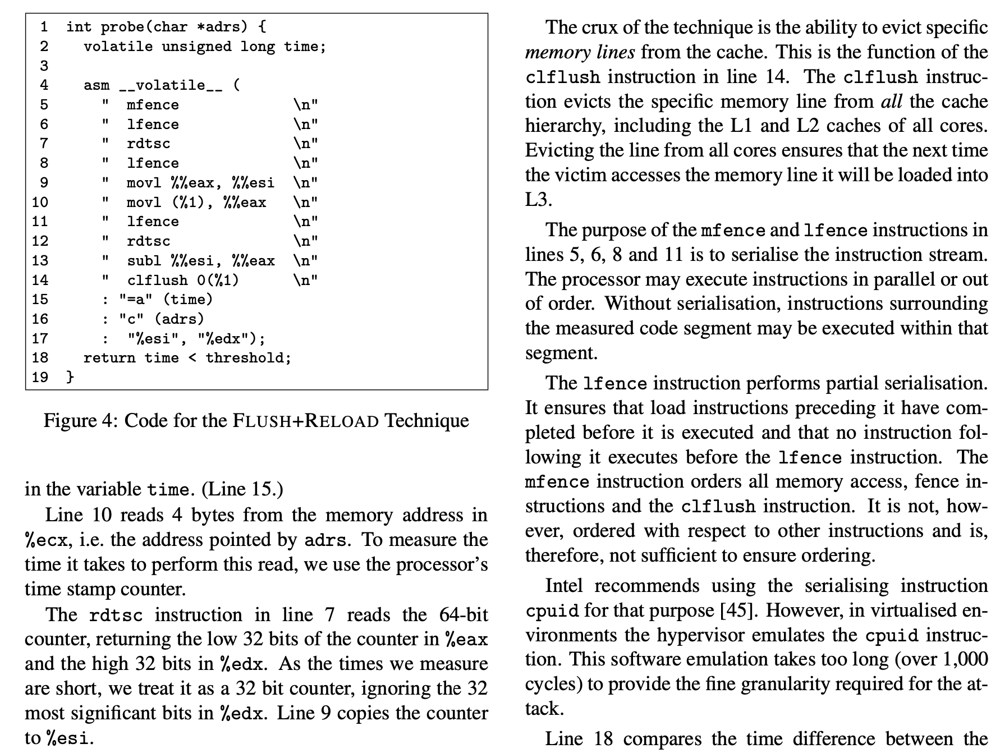 1 int probe(char *adrs) {
2 volatile unsigned long time;
3
4 asm __volatile__ (
5 " mfence \n"
6 " lfence \n"
7 " rdtsc \n"
8 " lfence \n"
9 " movl %%eax, %%esi \n"
10 " movl (%1), %%eax \n"
11 " lfence \n"
12 " rdtsc \n"
13 " subl %%esi, %%eax \n"
14 " clflush 0(%1) \n"
15 : "=a" (time)
16 : "c" (adrs)
17 : "%esi", "%edx");
18 return time < threshold;
19 }
Figure 4: Code for the FLUSH+RELOAD Technique
in the variable time. (Line 15.)
Line 10 reads 4 bytes from the memory address in
%ecx, i.e. the address pointed by adrs. To measure the
time it takes to perform this read, we use the processor's
time stamp counter.
The rdtsc instruction in line 7 reads the 64-bit
counter, returning the low 32 bits of the counter in %eax
and the high 32 bits in %edx. As the times we measure
are short, we treat it as a 32 bit counter, ignoring the 32
most significant bits in %edx. Line 9 copies the counter
to %esi.
The crux of the technique is the ability to evict specific
memory lines from the cache. This is the function of the
clflush instruction in line 14. The clflush instruc-
tion evicts the specific memory line from all the cache
hierarchy, including the L1 and L2 caches of all cores.
Evicting the line from all cores ensures that the next time
the victim accesses the memory line it will be loaded into
L3.
The purpose of the mfence and lfence instructions in
lines 5, 6, 8 and 11 is to serialise the instruction stream.
The processor may execute instructions in parallel or out
of order. Without serialisation, instructions surrounding
the measured code segment may be executed within that
segment.
The lfence instruction performs partial serialisation.
It ensures that load instructions preceding it have com-
pleted before it is executed and that no instruction fol-
lowing it executes before the lfence instruction. The
mfence instruction orders all memory access, fence in-
structions and the clflush instruction. It is not, how-
ever, ordered with respect to other instructions and is,
therefore, not sufficient to ensure ordering.
Intel recommends using the serialising instruction
cpuid for that purpose [45]. However, in virtualised en-
vironments the hypervisor emulates the cpuid instruc-
tion. This software emulation takes too long (over 1,000
cycles) to provide the fine granularity required for the at-
tack.
Line 18 compares the time difference between the